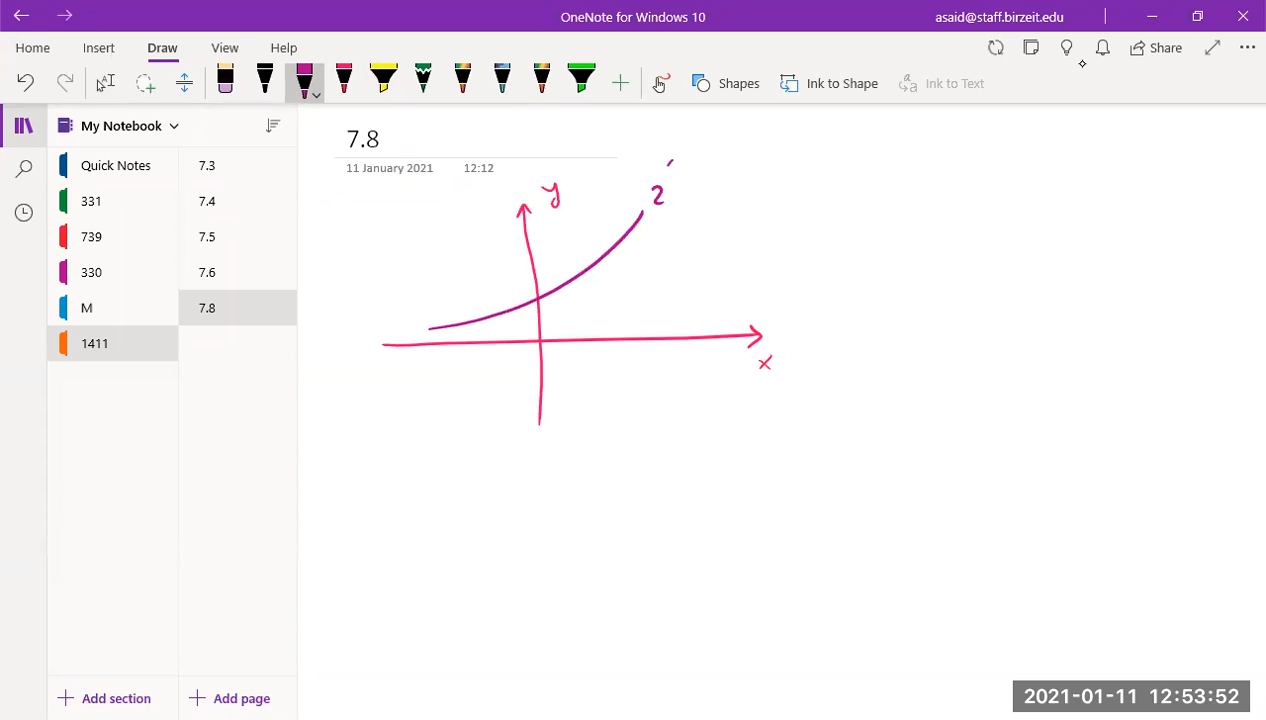 OneNote for Windows 10
asaid@staff.birzeit.edu
Home Insert Draw View Help
Share
Shapes
Ink to Shape
Ink to Text
My Notebook
Quick Notes
331
739
330
M
1411
7.3
7.4
7.5
7.6
7.8
Add section
Add page
7.8
11 January 2021 12:12
y
2
x
2021-01-11 12:53:52